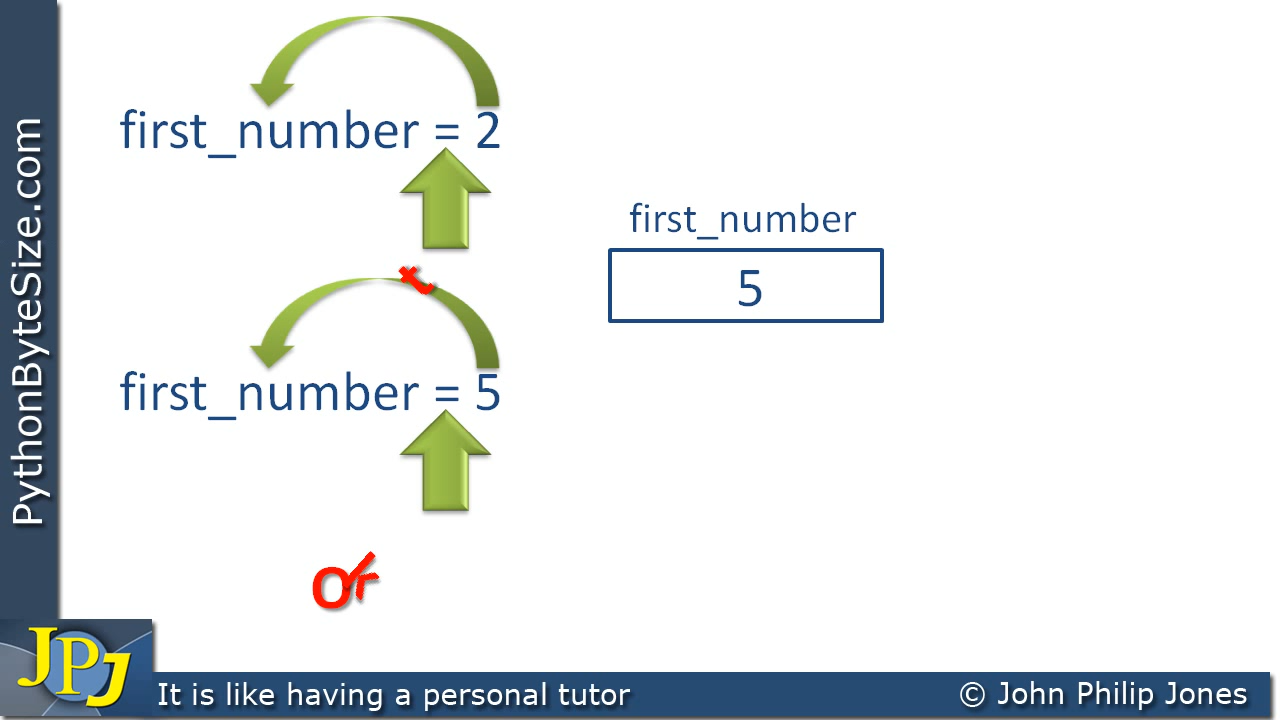 first_number = 2
first_number
5
first_number = 5
or
PythonByteSize.com
JPJ
It is like having a personal tutor
© John Philip Jones